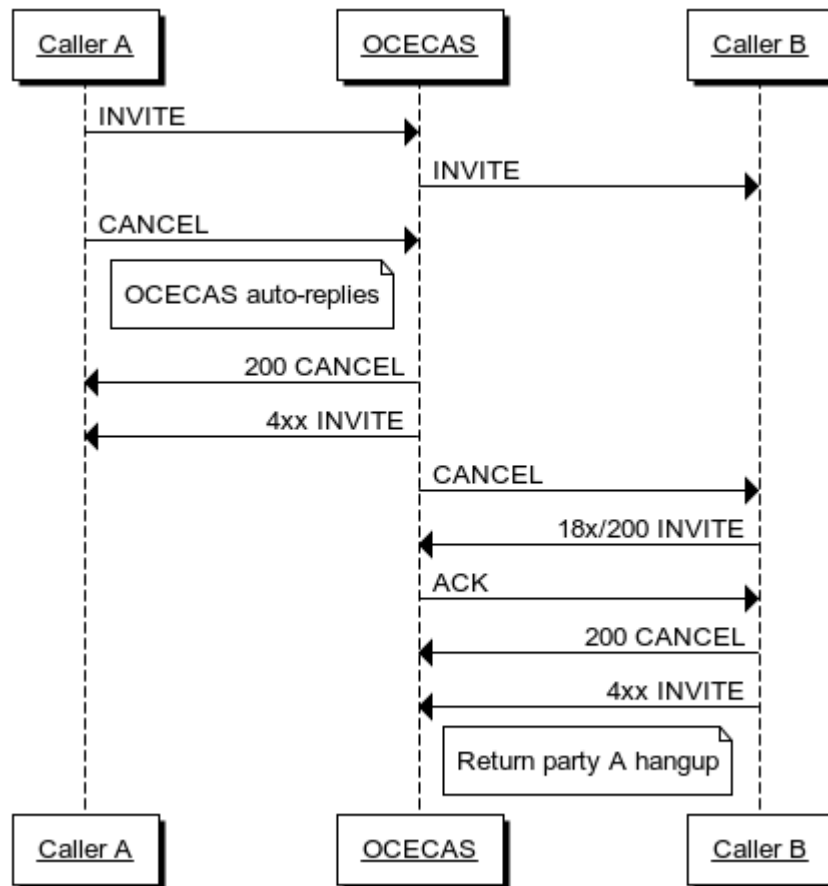 Caller A
OCECAS
Caller B
INVITE
INVITE
CANCEL
OCECAS auto-replies
200 CANCEL
4xx INVITE
CANCEL
18x/200 INVITE
ACK
200 CANCEL
4xx INVITE
Return party A hangup
Caller A
OCECAS
Caller B